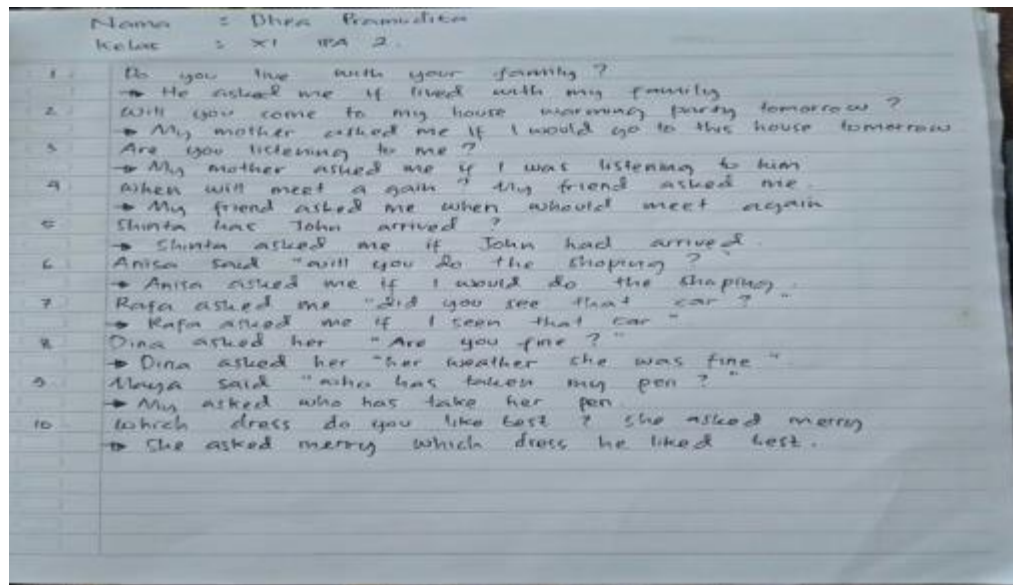 Nama : Dhea Pramudita
Kelas : XI IPA 2.
1 Do you live with your family ?
→ He asked me if lived with my family
2 Will you come to my house warming party tomorrow ?
→ My mother asked me if I would go to this house tomorrow
3 Are you listening to me ?
→ My mother asked me if I was listening to him
4 When will meet a gain ? My friend asked me.
→ My friend asked me when whould meet again
5 Shinta has John arrived ?
→ Shinta asked me if John had arrived.
6 Anisa said "will you do the shoping ? "
→ Anisa asked me if I would do the shaping.
7 Rafa asked me "did you see that car ? "
→ Rafa asked me if I seen that car "
8 Dina asked her "Are you fine ? "
→ Dina asked her "her weather she was fine "
9 Maya said "who has taken my pen ? "
→ My asked who has take her pen.
10 which dress do you like best ? she asked merry
→ She asked merry which dress he liked best.